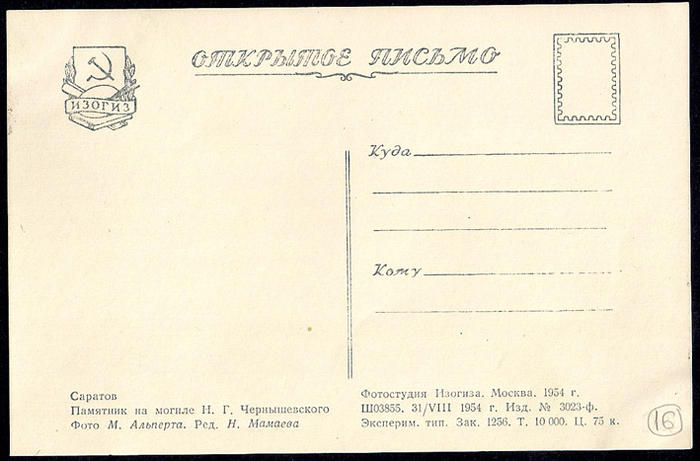 ОТКРЫТОЕ ПИСЬМО
ИЗОГИЗ
Куда
Кому
Саратов
Памятник на могиле Н. Г. Чернышевского
Фото М. Альперта. Ред. Н. Мамаева
Фотостудия Изогиза. Москва. 1954 г.
Ш03855. 31/VIII 1954 г. Изд. № 3023-ф.
Эксперим. тип. Зак. 1256. Т. 10 000. Ц. 75 к.
16